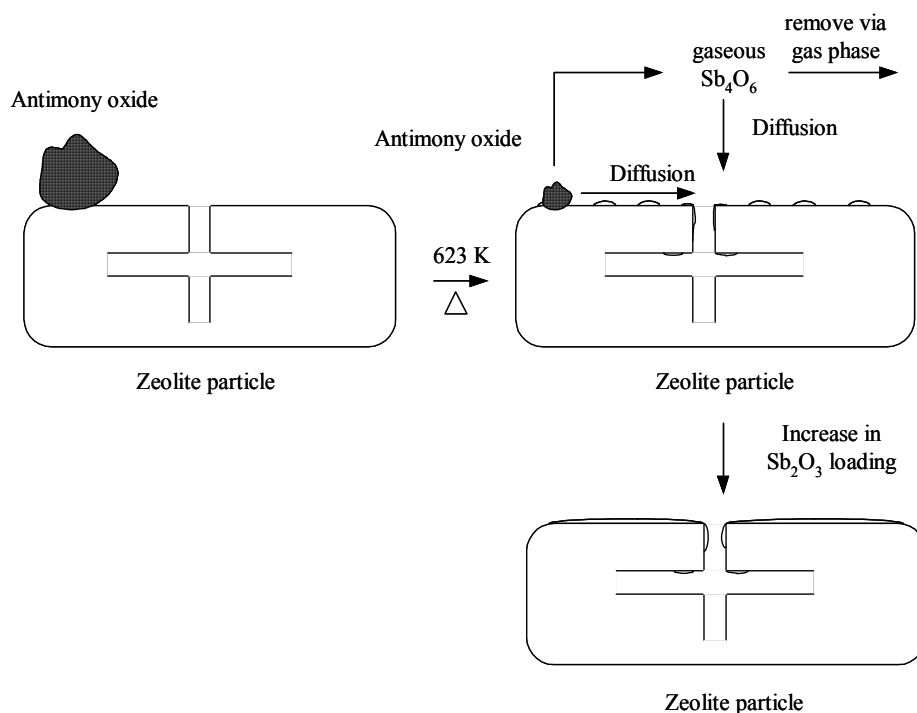 Antimony oxide
Zeolite particle
623 K
△
remove via
gas phase
gaseous
Sb₄O₆
Diffusion
Antimony oxide
Diffusion
Zeolite particle
Increase in
Sb₂O₃ loading
Zeolite particle